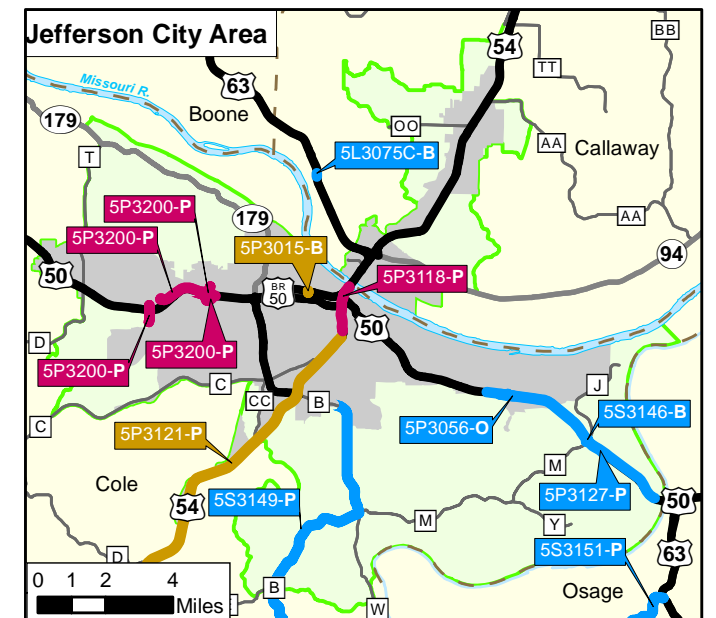 Jefferson City Area
54
BB
63
TT
Missouri R.
Boone
179
OO
AA
Callaway
T
5L3075C-B
5P3200-P
AA
179
5P3200-P
5P3015-B
94
50
BR
50
5P3118-P
50
D
5P3200-P
5P3200-P
C
J
CC
B
5S3146-B
C
5P3121-P
5P3056-O
M
Cole
5P3127-P
54
5S3149-P
50
M
Y
D
5S3151-P
63
0 1 2 4
Miles
B
Osage
W